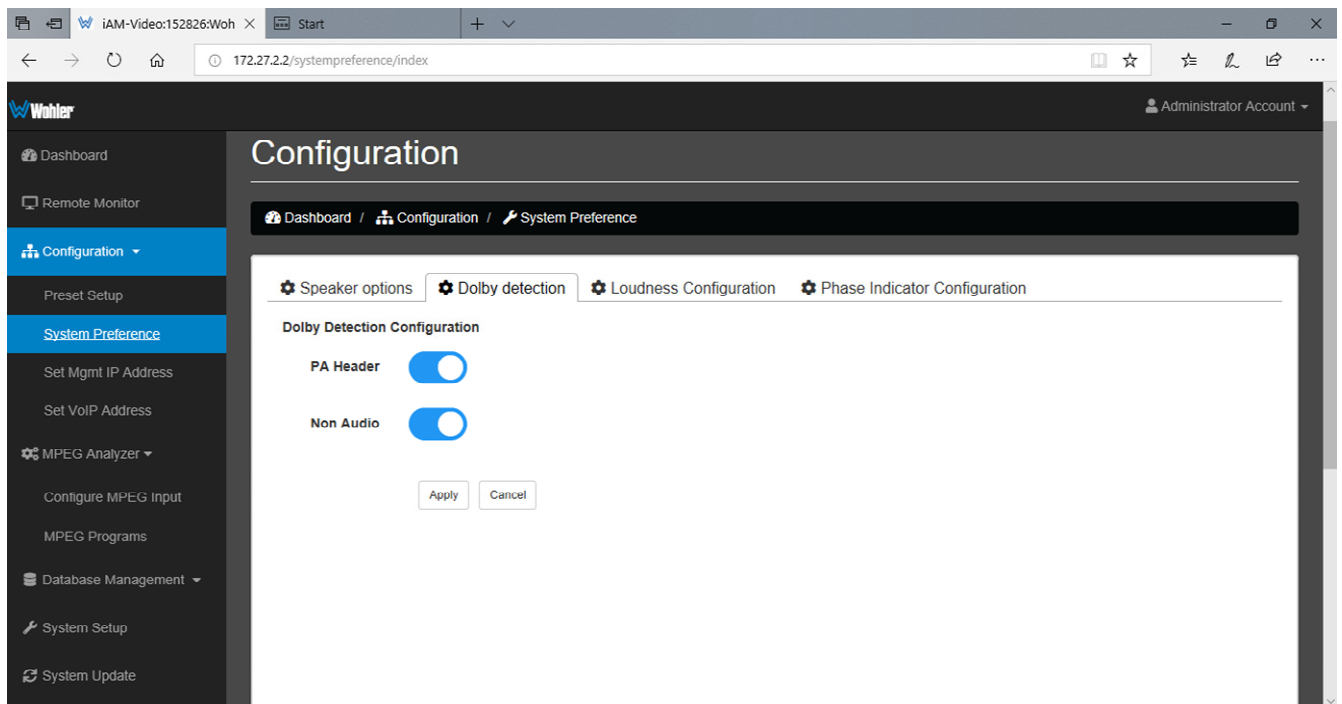 iAM-Video:152826:Woh
Start
172.27.2.2/systempreference/index
Wohler
Administrator Account
Dashboard
Remote Monitor
Configuration
Preset Setup
System Preference
Set Mgmt IP Address
Set VoIP Address
MPEG Analyzer
Configure MPEG Input
MPEG Programs
Database Management
System Setup
System Update
Configuration
Dashboard / Configuration / System Preference
Speaker options Dolby detection Loudness Configuration Phase Indicator Configuration
Dolby Detection Configuration
PA Header
Non Audio
Apply Cancel